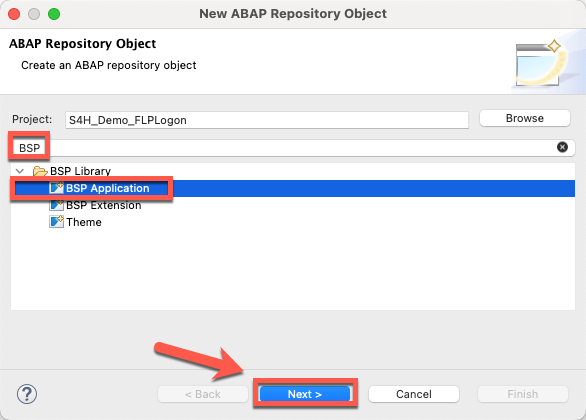 New ABAP Repository Object
ABAP Repository Object
Create an ABAP repository object
Project: S4H_Demo_FLPLogon Browse
BSP
BSP Library
BSP Application
BSP Extension
Theme
? < Back Next > Cancel Finish